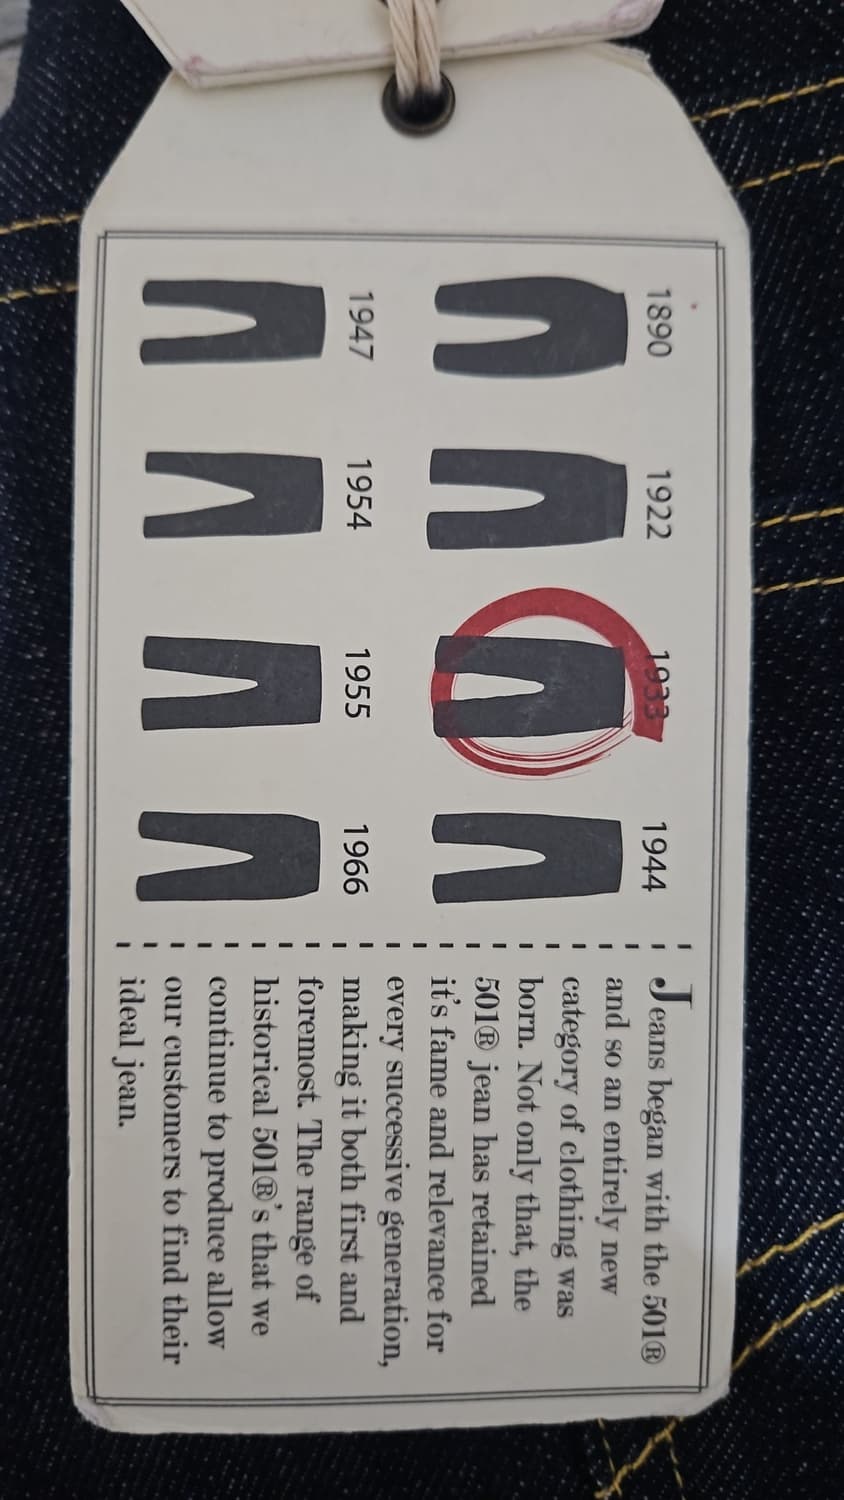 1890 1922 1933 1944
1947 1954 1955 1966
Jeans began with the 501®
and so an entirely new
category of clothing was
born. Not only that, the
501® jean has retained
it's fame and relevance for
every successive generation,
making it both first and
foremost. The range of
historical 501®'s that we
continue to produce allow
our customers to find their
ideal jean.